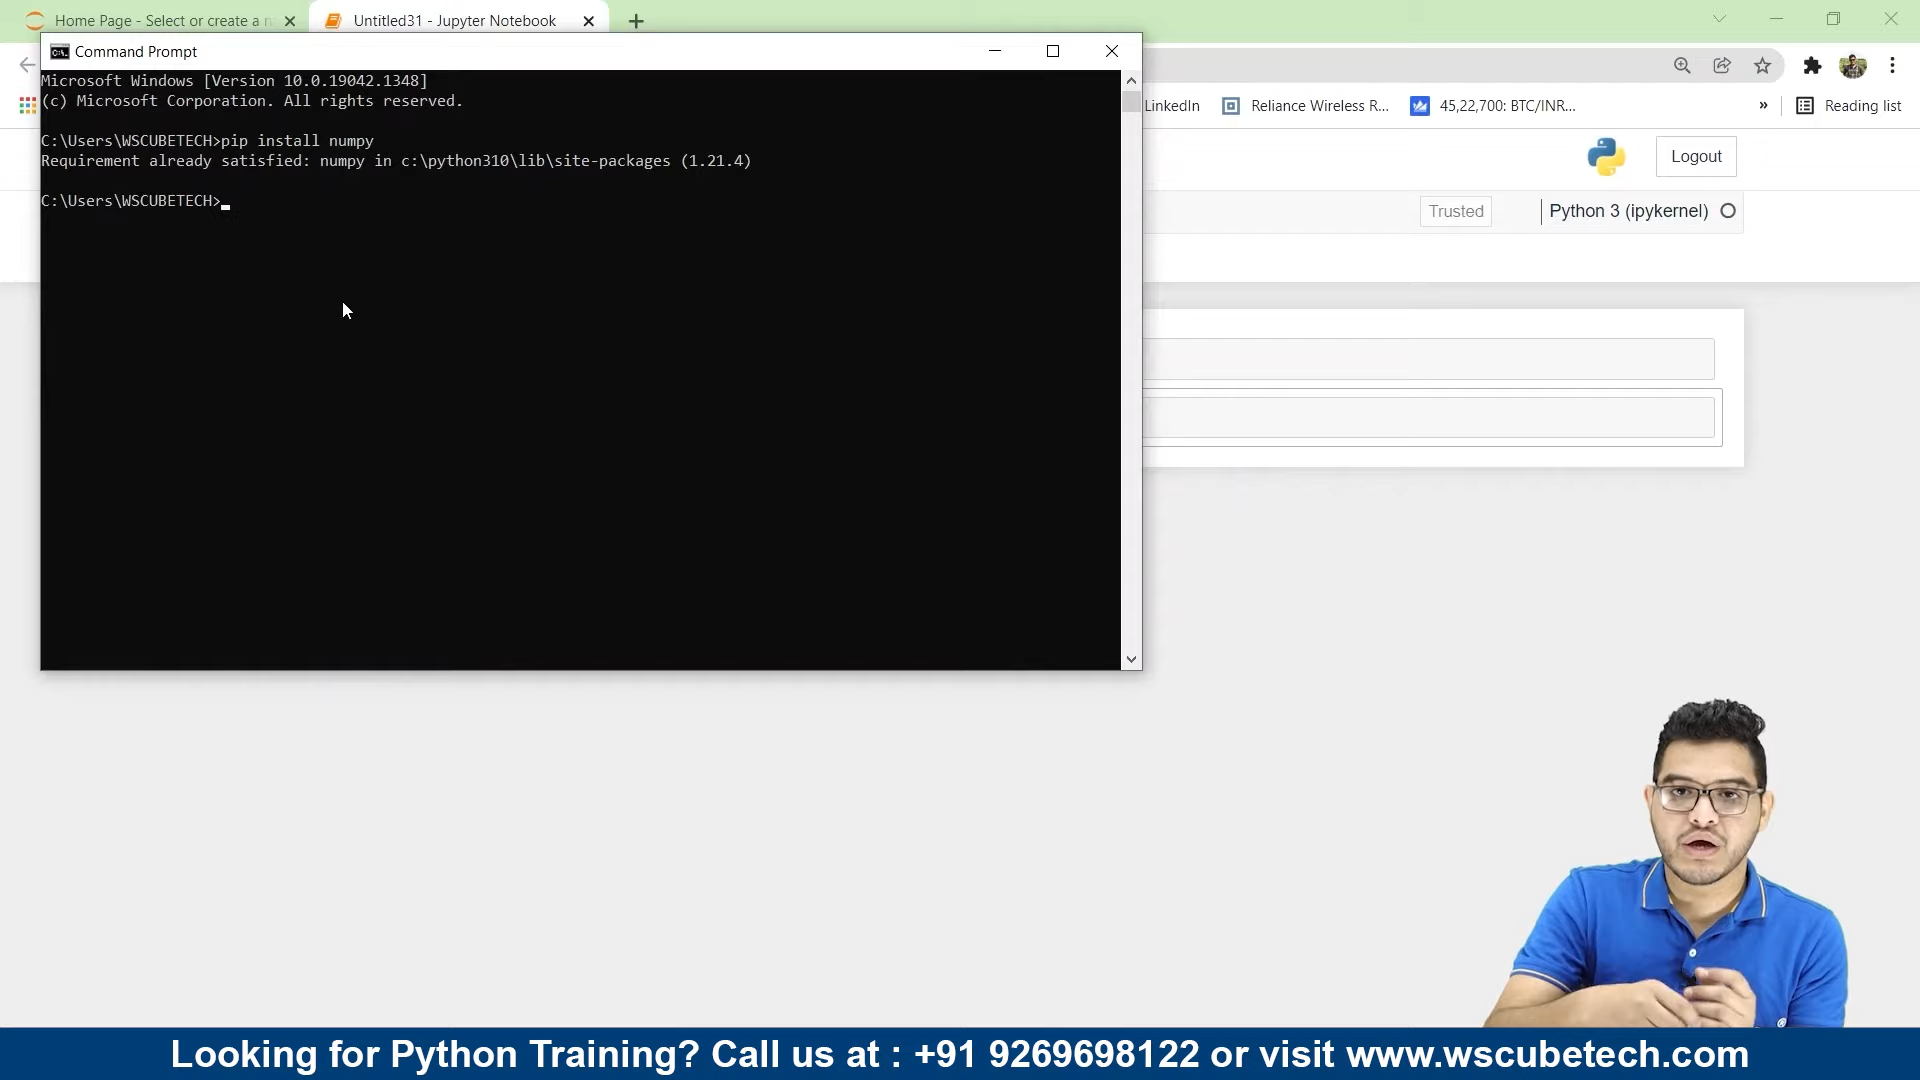 Home Page - Select or create a n
Untitled31 - Jupyter Notebook
Command Prompt
Microsoft Windows [Version 10.0.19042.1348]
(c) Microsoft Corporation. All rights reserved.
C:\Users\WSCUBETECH>pip install numpy
Requirement already satisfied: numpy in c:\python310\lib\site-packages (1.21.4)
C:\Users\WSCUBETECH>
LinkedIn
Reliance Wireless R...
45,22,700: BTC/INR...
»
Reading list
Logout
Trusted
Python 3 (ipykernel)
Looking for Python Training? Call us at : +91 9269698122 or visit www.wscubetech.com